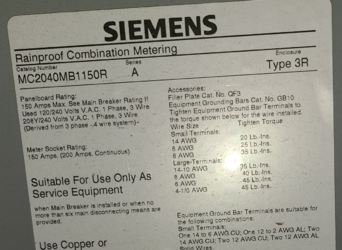 SIEMENS
Rainproof Combination Metering
Catalog Number
Series
Enclosure
MC2040MB1150R
A
Type 3R
Panelboard Rating:
150 Amps Max. See Main Breaker Rating If
Used 120/240 Volts V.A.C. 1 Phase, 3 Wire
208Y/240 Volts V.A.C. 1 Phase, 3 Wire
(Derived from 3 phase -4 wire system)-
Meter Socket Rating:
150 Amps. (200 Amps. Continuous)
Suitable For Use Only As
Service Equipment
when Main Breaker is installed or when no
more than six main disconnecting means are
provided.
Use Copper or
Accessories:
Filler Plate Cat. No. QF3
Equipment Grounding Bars Cat. No. GB10
Tighten Equipment Ground Bar Terminals to
the torque shown below for the wire installed.
Wire Size Tighten Torque
Small Terminals:
14 AWG 20 Lb.-Ins.
8 AWG 25 Lb.-Ins.
6 AWG 35 Lb.-Ins.
Large-Terminals:
14-10 AWG 35 Lb.-Ins.
8 AWG 40 Lb.-Ins.
6 AWG 45 Lb.-Ins.
4-1/0 AWG 45 Lb.-Ins.
Equipment Ground Bar Terminals are suitable for
the following combinations:
Small Terminals:
One 14 to 6 AWG CU; One 12 to 2 AWG AL; Two
14 AWG CU; Two 12 AWG CU; Two 12 AWG AL